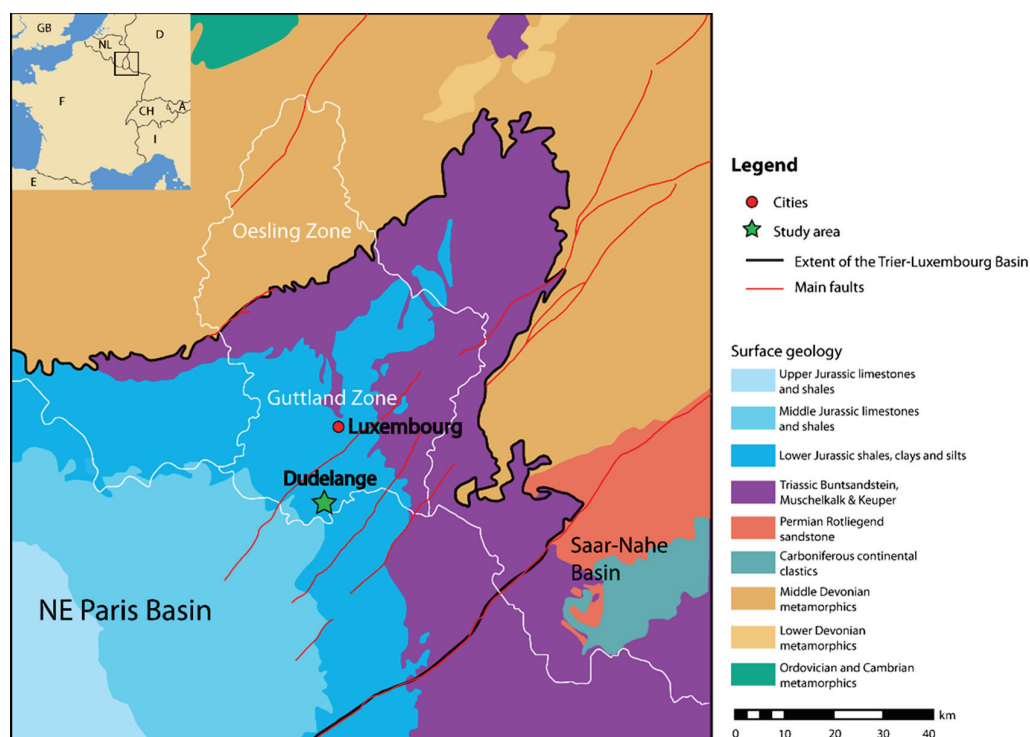 GB
D
NL
F
CH
A
I
E
Oesling Zone
Guttland Zone
Luxembourg
Dudelange
Saar-Nahe
Basin
NE Paris Basin
Legend
Cities
Study area
Extent of the Trier-Luxembourg Basin
Main faults
Surface geology
Upper Jurassic limestones
and shales
Middle Jurassic limestones
and shales
Lower Jurassic shales, clays and silts
Triassic Buntsandstein,
Muschelkalk & Keuper
Permian Rotliegend
sandstone
Carboniferous continental
clastics
Middle Devonian
metamorphics
Lower Devonian
metamorphics
Ordovician and Cambrian
metamorphics
km
0 10 20 30 40